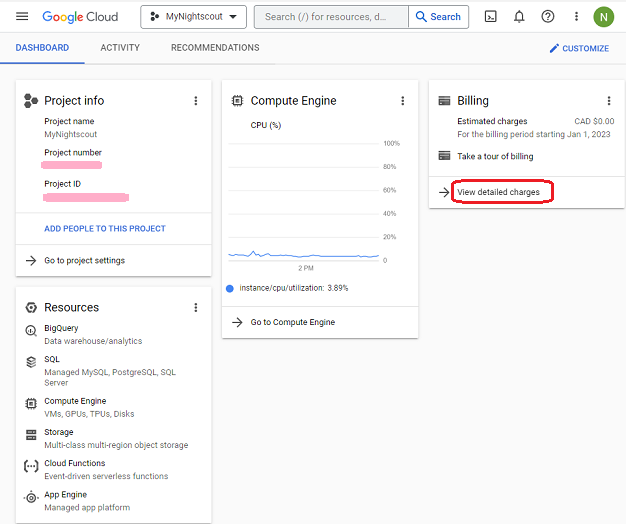 Google Cloud
MyNightscout
Search (/) for resources, d...
Search
N
DASHBOARD
ACTIVITY
RECOMMENDATIONS
CUSTOMIZE
Project info
Project name
MyNightscout
Project number
Project ID
ADD PEOPLE TO THIS PROJECT
Go to project settings
Compute Engine
CPU (%)
100%
80%
60%
40%
20%
0
2 PM
instance/cpu/utilization: 3.89%
Go to Compute Engine
Billing
Estimated charges CAD $0.00
For the billing period starting Jan 1, 2023
Take a tour of billing
View detailed charges
Resources
BigQuery
Data warehouse/analytics
SQL
Managed MySQL, PostgreSQL, SQL
Server
Compute Engine
VMs, GPUs, TPUs, Disks
Storage
Multi-class multi-region object storage
Cloud Functions
Event-driven serverless functions
App Engine
Managed app platform